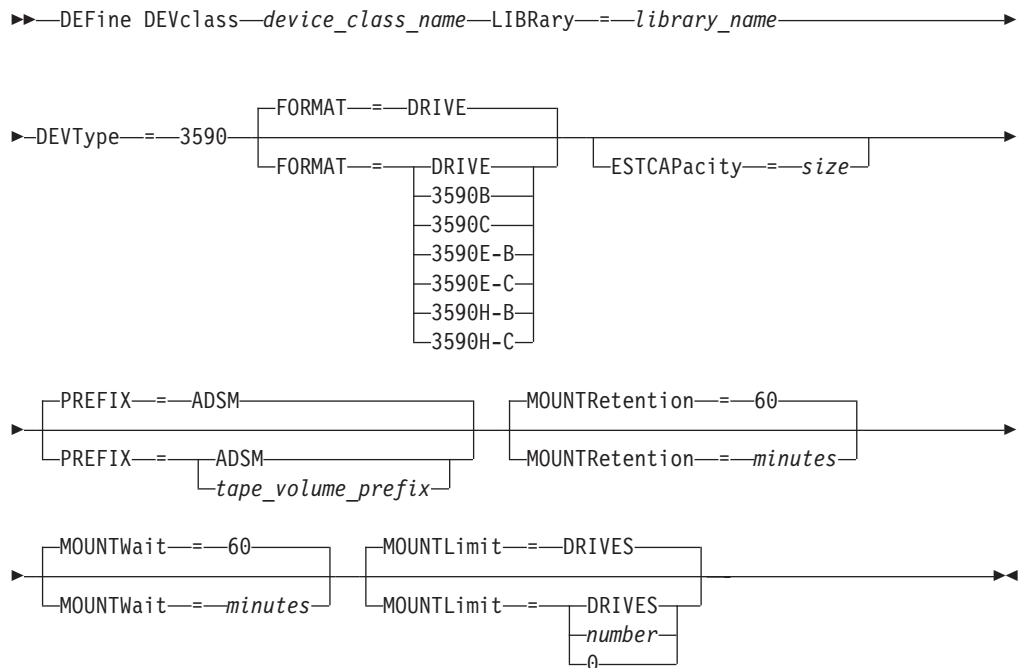 DEFine DEVclass device_class_name LIBRary = library_name
FORMAT = DRIVE
DEVType = 3590
FORMAT = DRIVE
ESTCAPacity = size
3590B
3590C
3590E-B
3590E-C
3590H-B
3590H-C
PREFIX = ADSM
MOUNTRetention = 60
PREFIX = ADSM
MOUNTRetention = minutes
tape_volume_prefix
MOUNTWait = 60
MOUNTLimit = DRIVES
MOUNTWait = minutes
MOUNTLimit = DRIVES
number
0